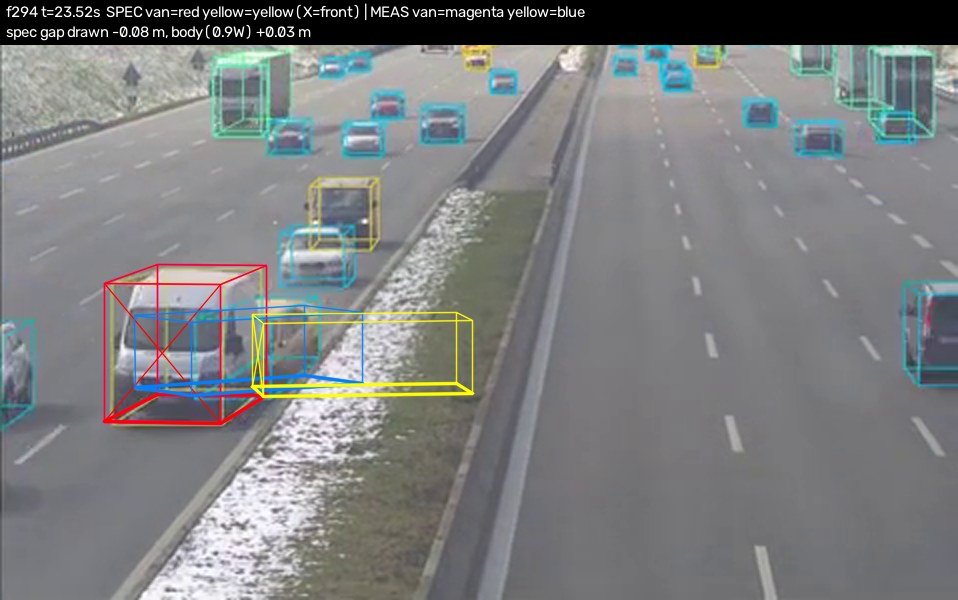 f294 t=23.52s SPEC van=red yellow=yellow (X=front) | MEAS van=magenta yellow=blue
spec gap drawn -0.08 m, body(0.9W) +0.03 m